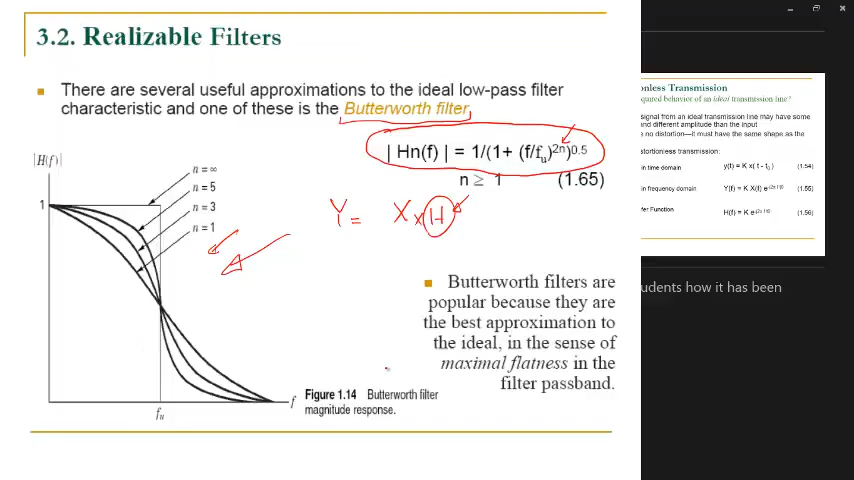 3.2. Realizable Filters
There are several useful approximations to the ideal low-pass filter
characteristic and one of these is the Butterworth filter.
| Hn(f) | = 1/(1+ (f/fu)2n)0.5
n ≥ 1 (1.65)
Y = X x H
|H(f)|
n = ∞
n = 5
n = 3
n = 1
1
f
fu
Figure 1.14 Butterworth filter
magnitude response.
Butterworth filters are
popular because they are
the best approximation to
the ideal, in the sense of
maximal flatness in the
filter passband.
onless Transmission
quared behavior of an ideal transmission line?
signal from an ideal transmission line may have some
and different amplitude than the input
e no distortion—it must have the same shape as the
istortionless transmission:
in time domain y(t) = K x( t - t0 ) (1.54)
in frequency domain (1.55)
fer Function (1.56)
udents how it has been